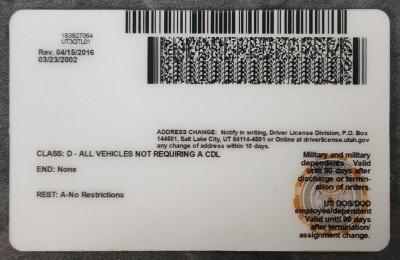 193827064
UT3QTL01
Rev. 04/15/2016
03/23/2002
ADDRESS CHANGE: Notify in writing, Driver License Division, P.O. Box
144501, Salt Lake City, UT 84114-4501 or Online at driverlicense.utah.gov
any change of address within 10 days.
CLASS: D - ALL VEHICLES NOT REQUIRING A CDL
END: None
REST: A-No Restrictions
Military and military
dependents Valid
until 90 days after
discharge or termin-
ation of orders.
US DOS/DOD
employee/dependent
Valid until 90 days
after termination/
assignment change.